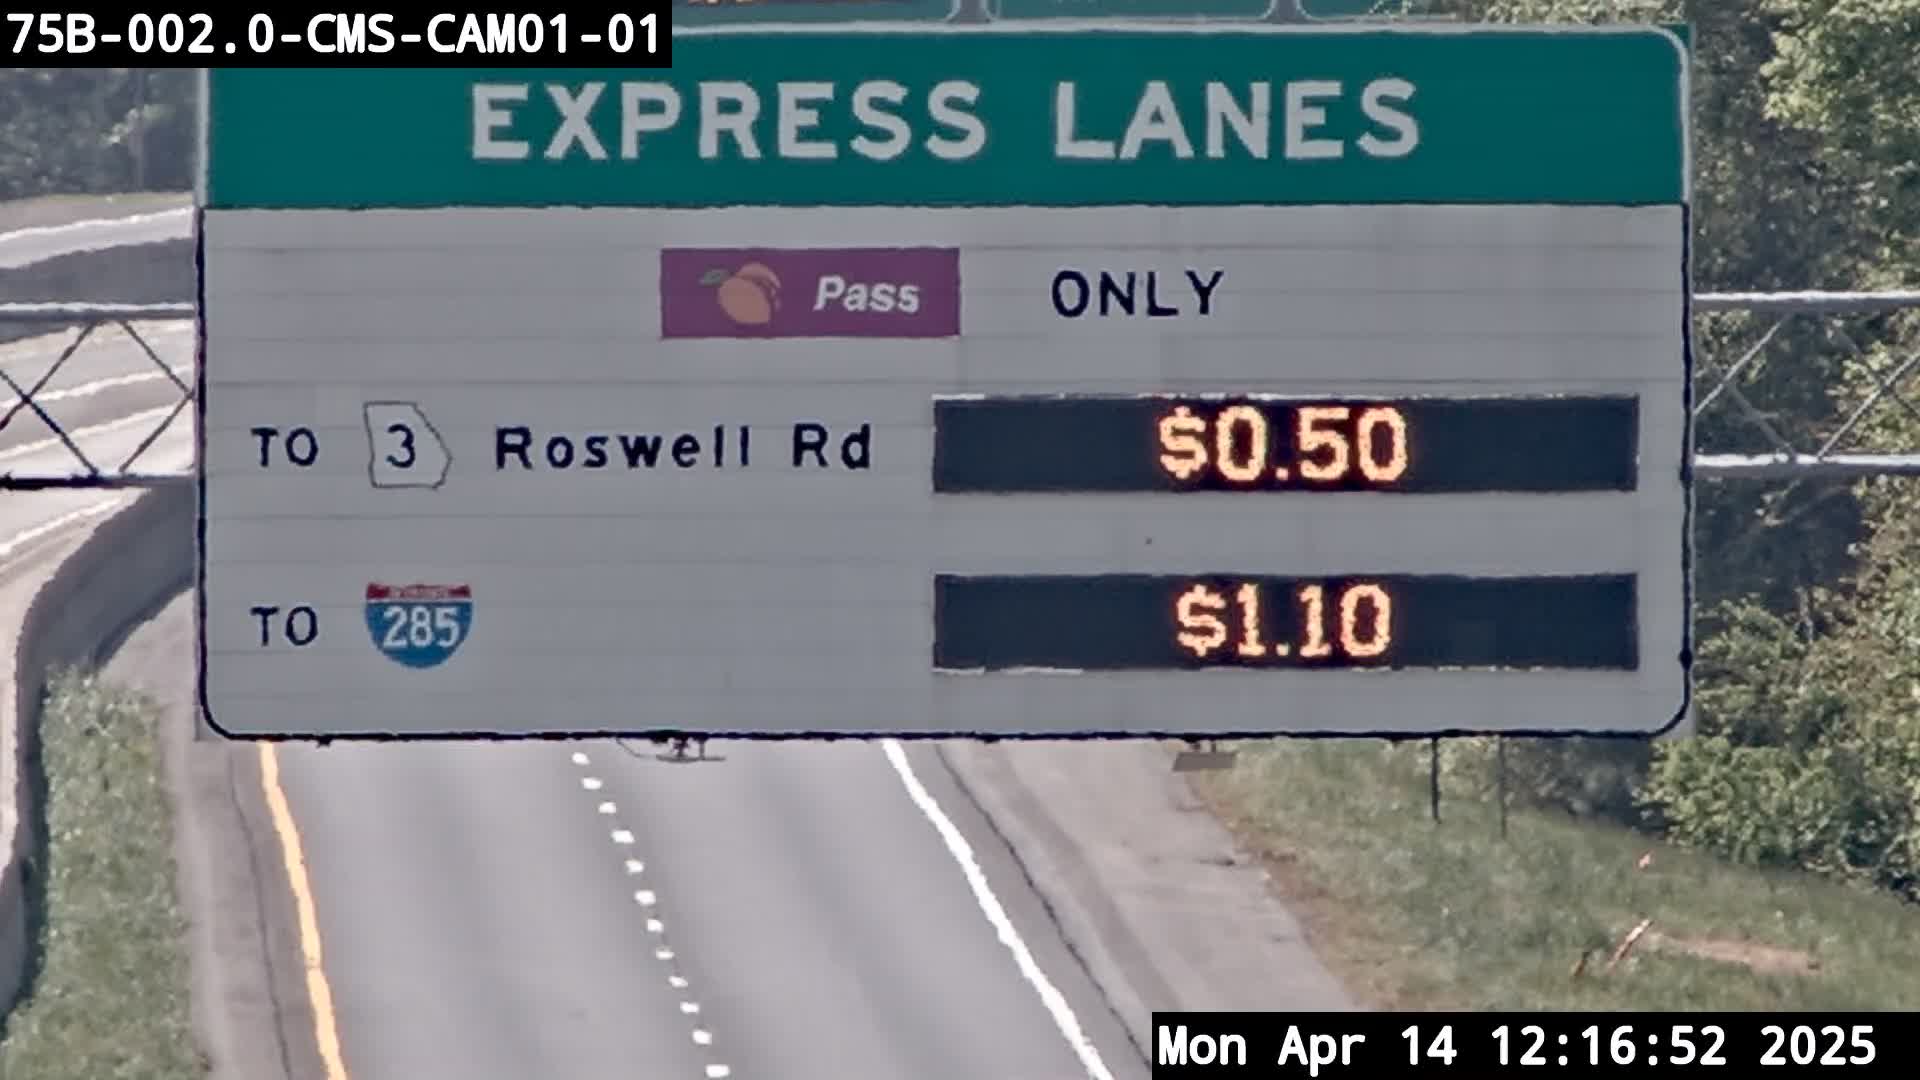 75B-002.0-CMS-CAM01-01
EXPRESS LANES
Pass ONLY
TO 3 Roswell Rd $0.50
TO 285 $1.10
Mon Apr 14 12:16:52 2025